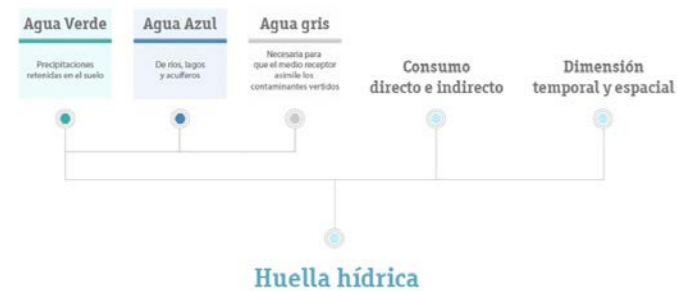 Agua Verde
Precipitaciones
retenidas en el suelo
Agua Azul
De ríos, lagos
y acuíferos
Agua gris
Necesaria para
que el medio receptor
asimile los
contaminantes vertidos
Consumo
directo e indirecto
Dimensión
temporal y espacial
Huella hídrica